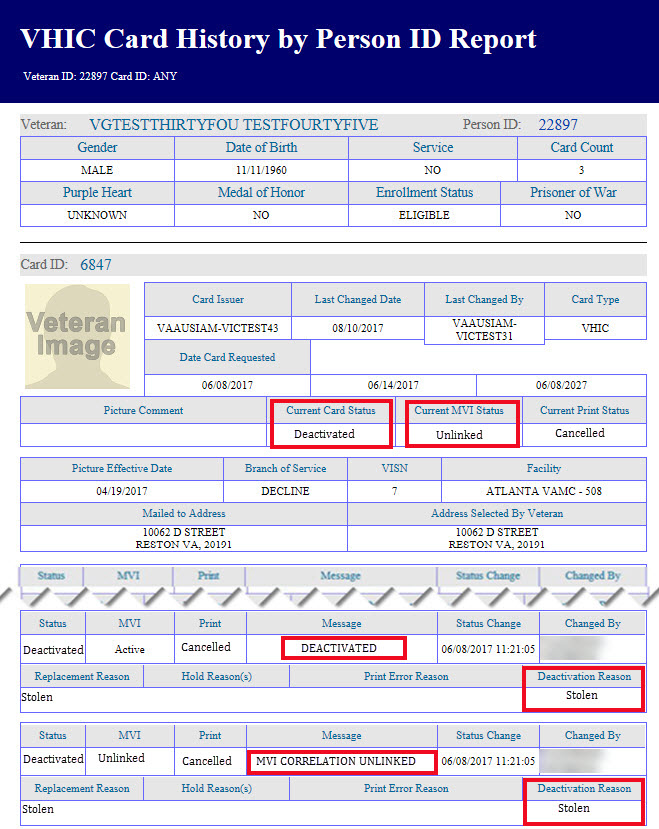 VHIC Card History by Person ID Report
Veteran ID: 22897 Card ID: ANY
Veteran: VGTESTTHIRTYFOU TESTFOURTYFIVE Person ID: 22897
Gender Date of Birth Service Card Count
MALE 11/11/1960 NO 3
Purple Heart Medal of Honor Enrollment Status Prisoner of War
UNKNOWN NO ELIGIBLE NO
Card ID: 6847
Veteran
Image
Card Issuer Last Changed Date Last Changed By Card Type
VAAUSIAM-VICTEST43 08/10/2017 VAAUSIAM-
VICTEST31 VHIC
Date Card Requested
06/08/2017 06/14/2017 06/08/2027
Picture Comment Current Card Status Current MVI Status Current Print Status
Deactivated Unlinked Cancelled
Picture Effective Date Branch of Service VISN Facility
04/19/2017 DECLINE 7 ATLANTA VAMC - 508
Mailed to Address Address Selected By Veteran
10062 D STREET 10062 D STREET
RESTON VA, 20191 RESTON VA, 20191
Status MVI Print Message Status Change Changed By
Status MVI Print Message Status Change Changed By
Deactivated Active Cancelled DEACTIVATED 06/08/2017 11:21:05
Replacement Reason Hold Reason(s) Print Error Reason Deactivation Reason
Stolen Stolen
Status MVI Print Message Status Change Changed By
Deactivated Unlinked Cancelled MVI CORRELATION UNLINKED 06/08/2017 11:21:05
Replacement Reason Hold Reason(s) Print Error Reason Deactivation Reason
Stolen Stolen